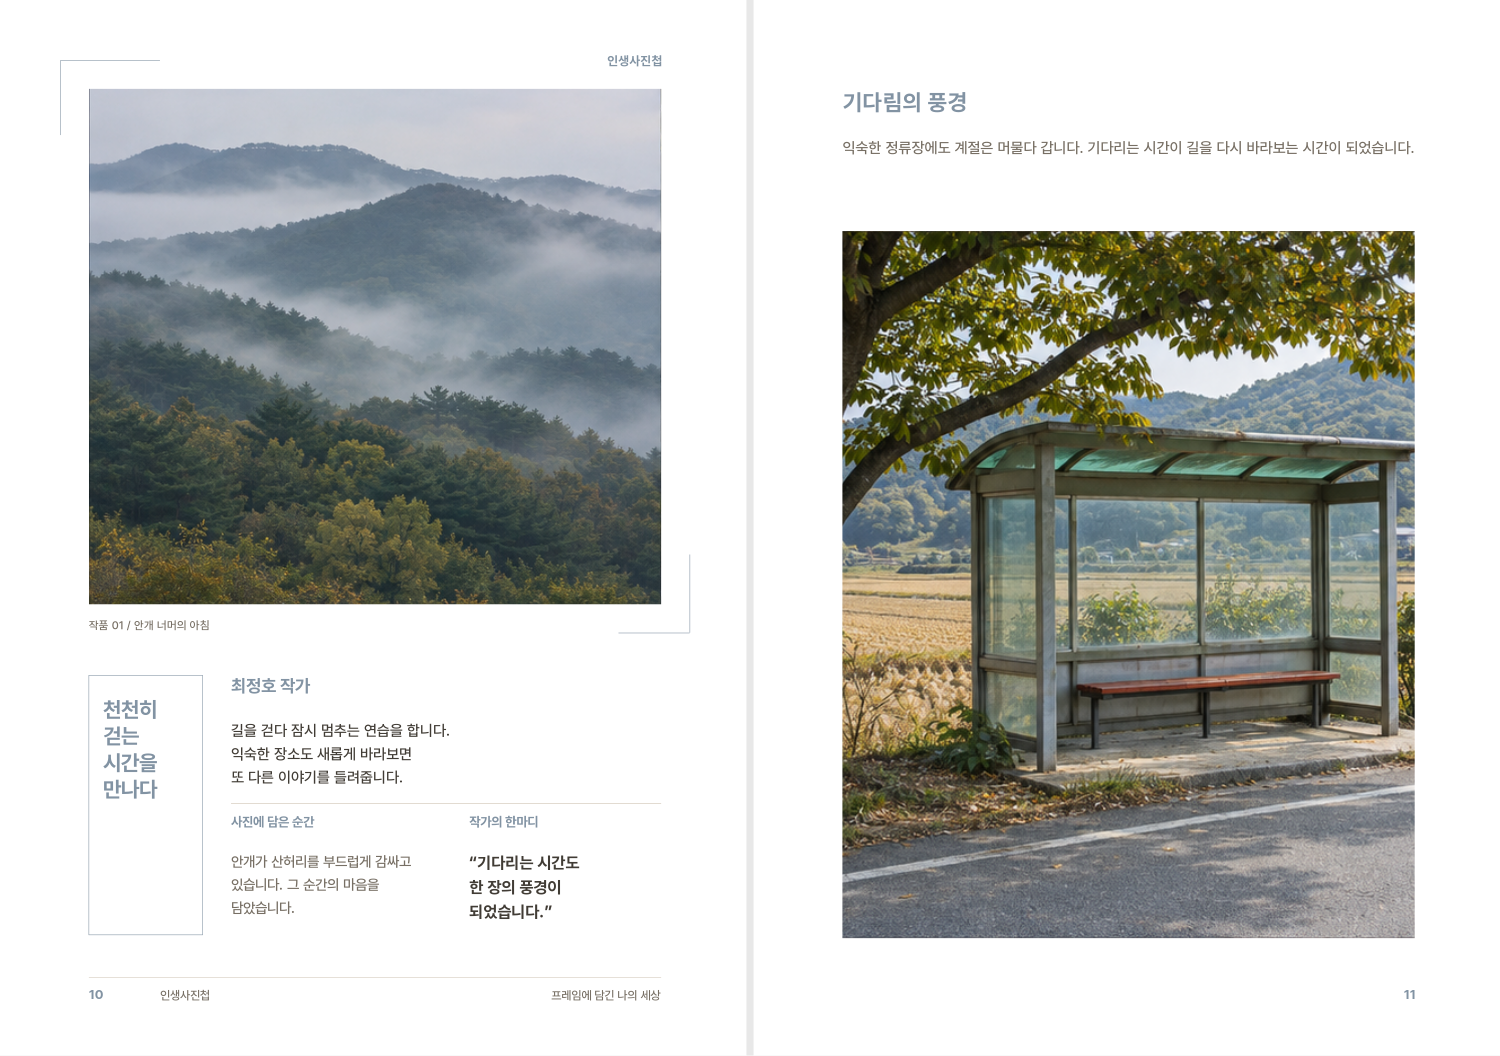 인생사진첩
작품 01 / 안개 너머의 아침
천천히
걷는
시간을
만나다
최정호 작가
길을 걷다 잠시 멈추는 연습을 합니다.
익숙한 장소도 새롭게 바라보면
또 다른 이야기를 들려줍니다.
사진에 담은 순간
안개가 산허리를 부드럽게 감싸고
있습니다. 그 순간의 마음을
담았습니다.
작가의 한마디
“기다리는 시간도
한 장의 풍경이
되었습니다.”
10 인생사진첩 프레임에 담긴 나의 세상
기다림의 풍경
익숙한 정류장에도 계절은 머물다 갑니다. 기다리는 시간이 길을 다시 바라보는 시간이 되었습니다.
11